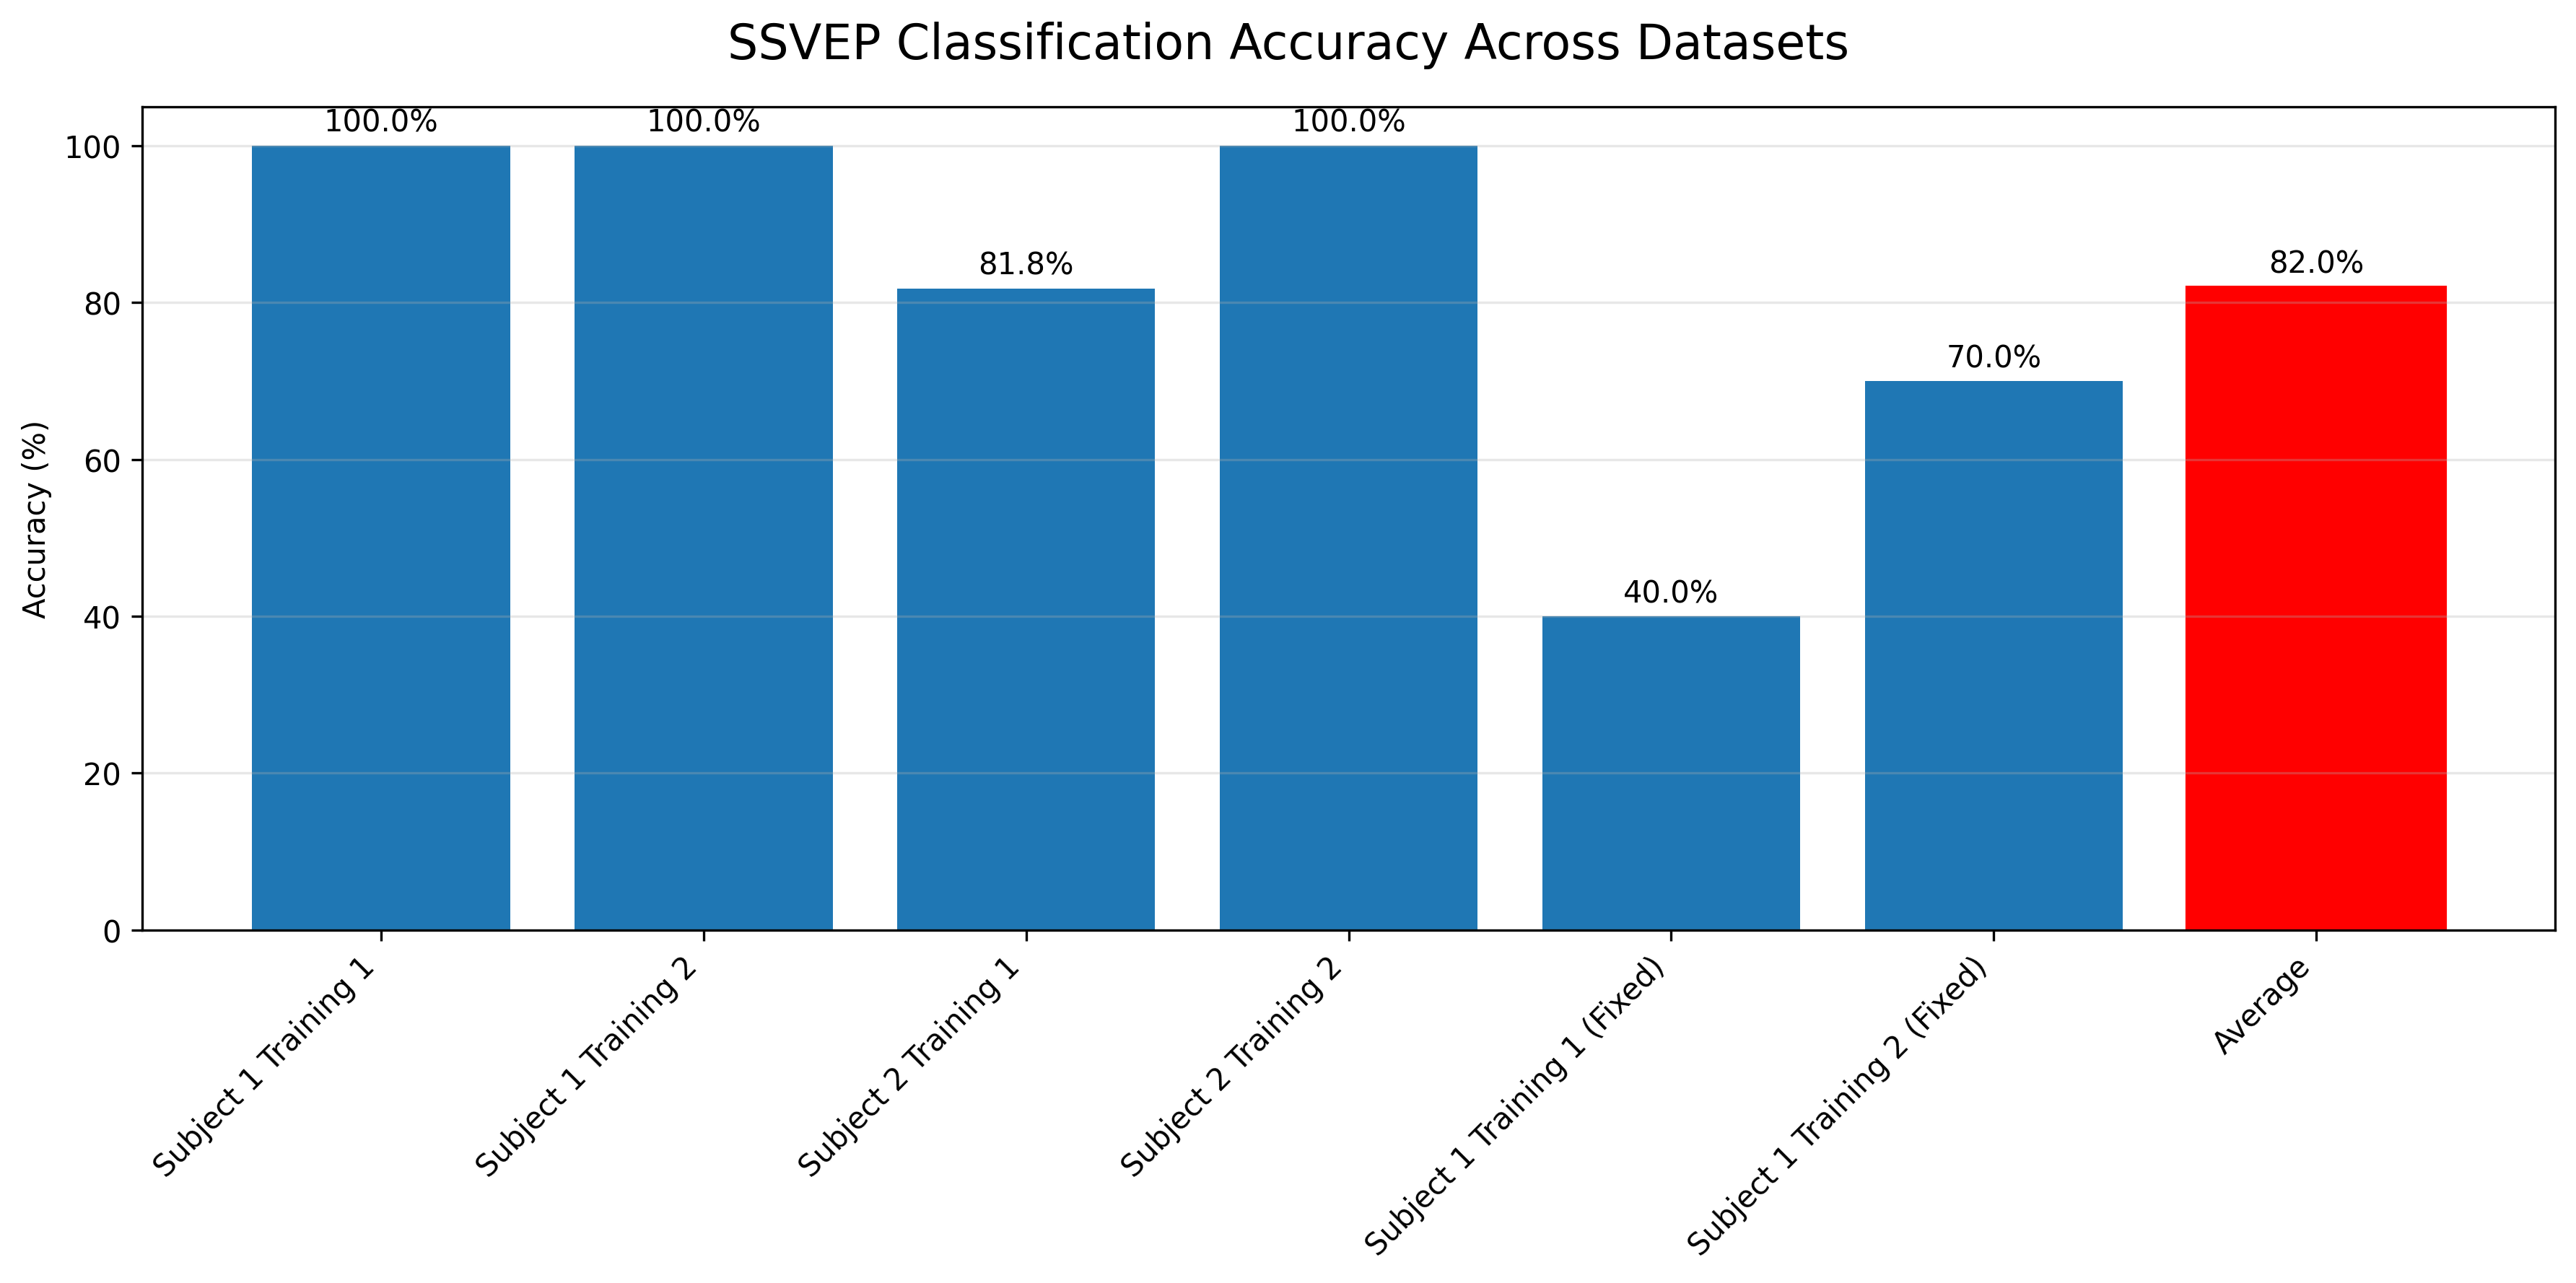 SSVEP Classification Accuracy Across Datasets
Accuracy (%)
100
80
60
40
20
0
100.0%
100.0%
81.8%
100.0%
40.0%
70.0%
82.0%
Subject 1 Training 1
Subject 1 Training 2
Subject 2 Training 1
Subject 2 Training 2
Subject 1 Training 1 (Fixed)
Subject 1 Training 2 (Fixed)
Average